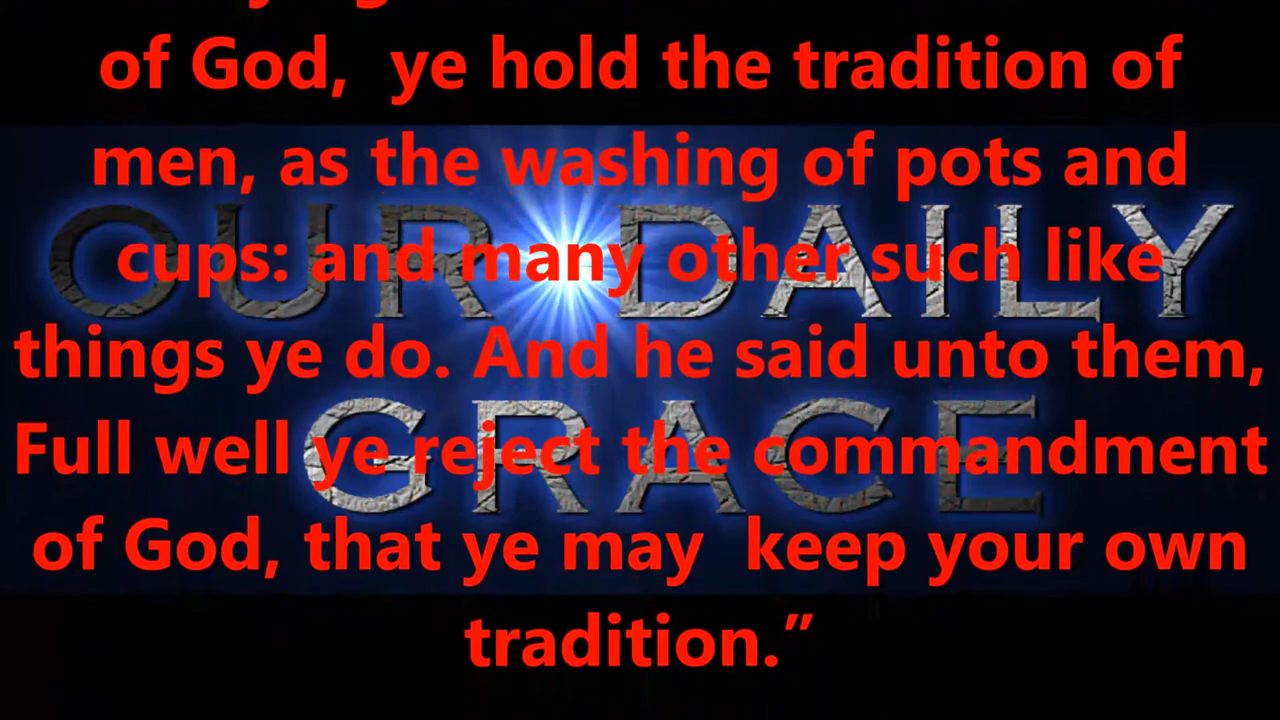 of God, ye hold the tradition of
men, as the washing of pots and
cups: and many other such like
things ye do. And he said unto them,
Full well ye reject the commandment
of God, that ye may keep your own
tradition.”
OUR DAILY
GRACE